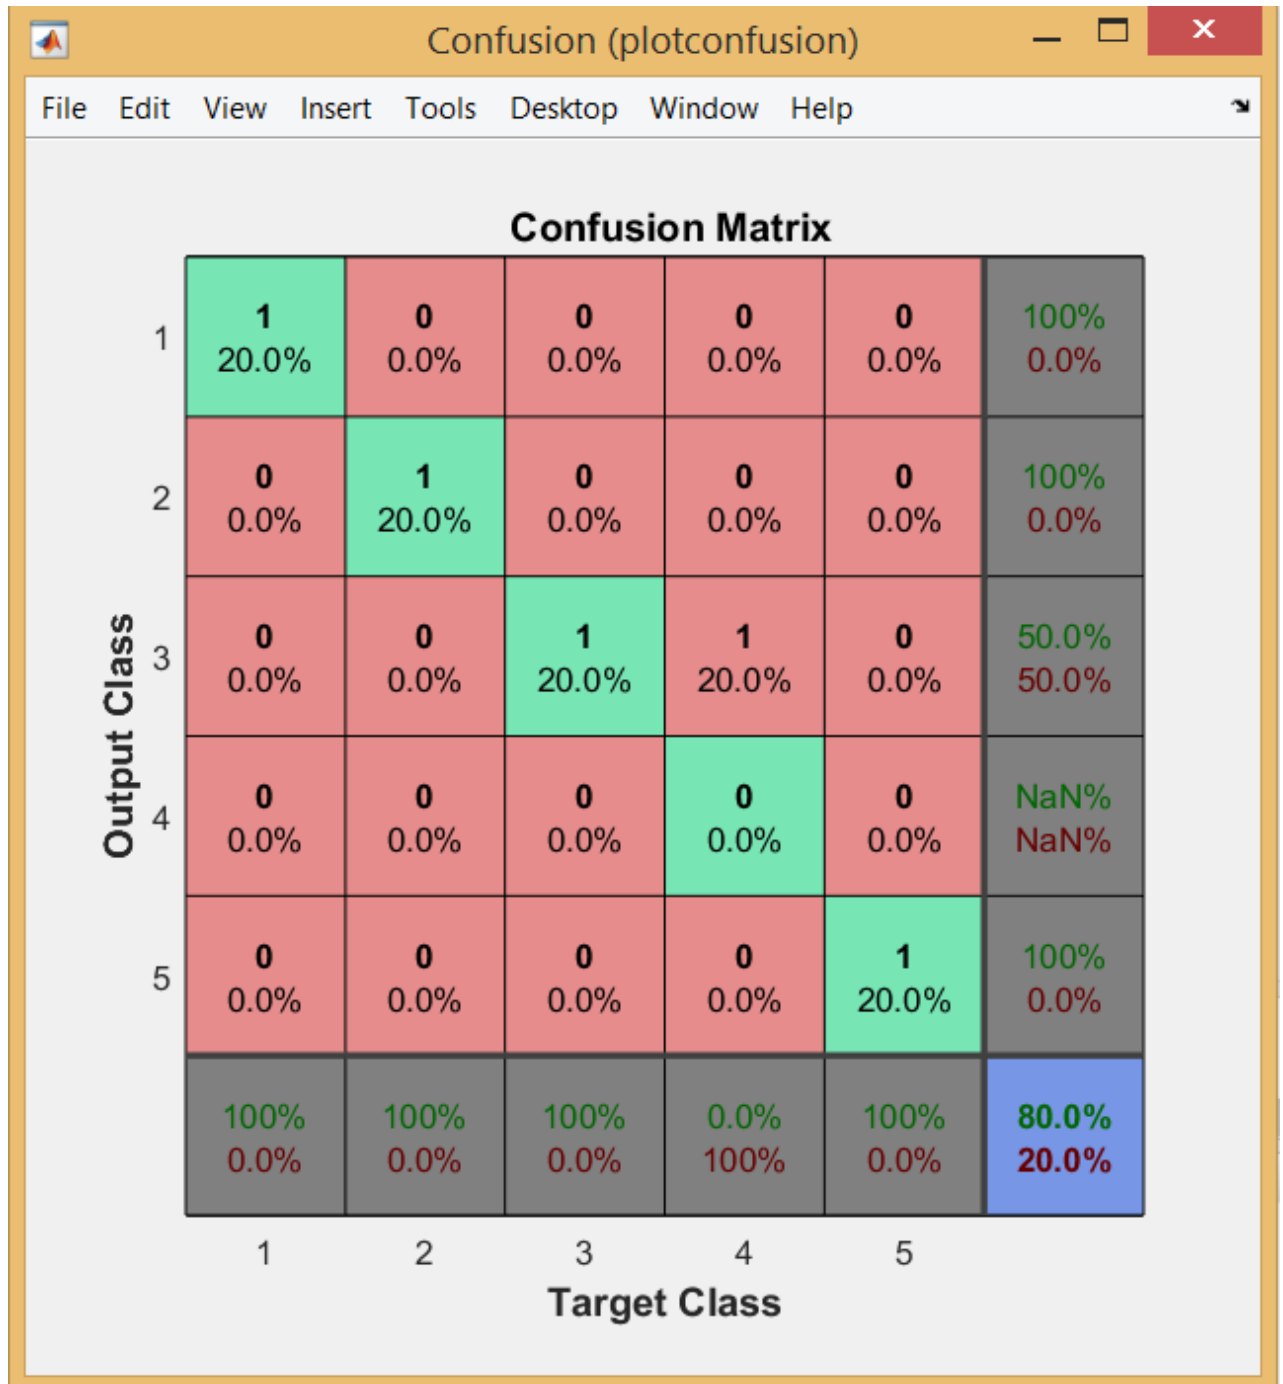 Confusion (plotconfusion)
File Edit View Insert Tools Desktop Window Help
Confusion Matrix
1 0 0 0 0 100%
1
20.0% 0.0% 0.0% 0.0% 0.0% 0.0%
0 1 0 0 0 100%
2
0.0% 20.0% 0.0% 0.0% 0.0% 0.0%
0 0 1 1 0 50.0%
3
0.0% 0.0% 20.0% 20.0% 0.0% 50.0%
0 0 0 0 0 NaN%
4
0.0% 0.0% 0.0% 0.0% 0.0% NaN%
0 0 0 0 1 100%
5
0.0% 0.0% 0.0% 0.0% 20.0% 0.0%
100% 100% 100% 0.0% 100% 80.0%
0.0% 0.0% 0.0% 100% 0.0% 20.0%
1 2 3 4 5
Output Class
Target Class